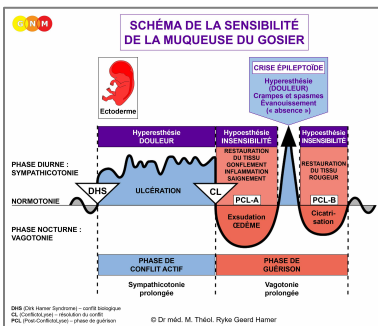 CNM
SCHÉMA DE LA SENSIBILITÉ
DE LA MUQUEUSE DU GOSIER
Ectoderme
CRISE ÉPILEPTOÏDE
Hyperesthésie
(DOULEUR)
Crampes et spasmes
Évanouissement
(« absence »)
Hyperesthésie
DOULEUR
Hypoesthésie
INSENSIBILITÉ
Hypoesthésie
INSENSIBILITÉ
PHASE DIURNE :
SYMPATHICOTONIE
RESTAURATION
DU TISSU
GONFLEMENT
INFLAMMATION
SAIGNEMENT
RESTAURATION
DU TISSU
ROUGEUR
DHS
ULCÉRATION
CL
PCL-A
PCL-B
NORMOTONIE
Exsudation
ŒDÈME
Cicatri-
sation
PHASE NOCTURNE :
VAGOTONIE
PHASE DE
CONFLIT ACTIF
PHASE DE
GUÉRISON
Sympathicotonie
prolongée
Vagotonie
prolongée
DHS (Dirk Hamer Syndrome) – conflit biologique
CL (ConflictoLyse) – résolution du conflit
PCL (Post-ConflictoLyse) – phase de guérison
© Dr méd. M. Théol. Ryke Geerd Hamer